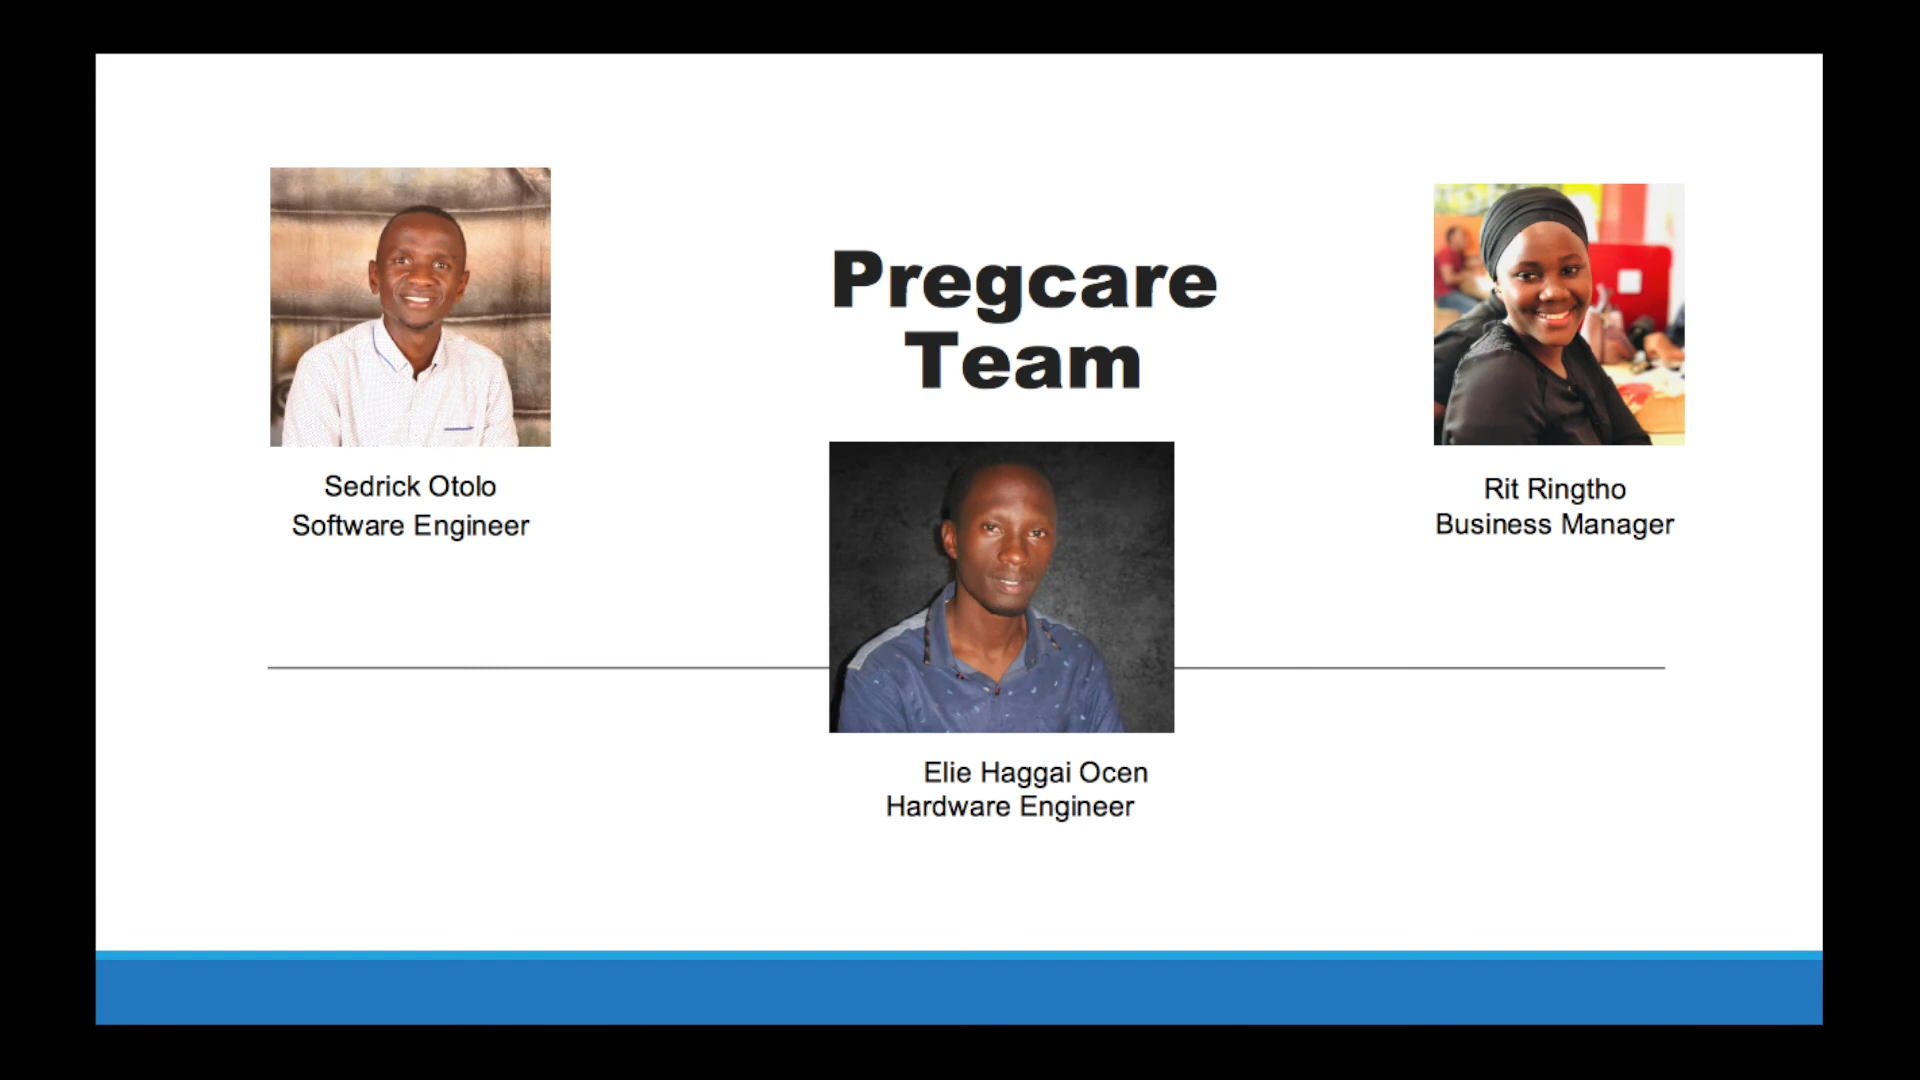 Pregcare
Team
Sedrick Otolo
Software Engineer
Rit Ringtho
Business Manager
Elie Haggai Ocen
Hardware Engineer